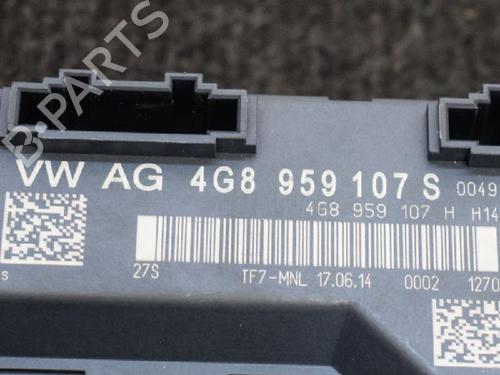 B-PARTS
VW AG 4G8 959 107 S 0049
4G8 959 107 H H14
27S TF7-MNL 17.06.14 0002 1270